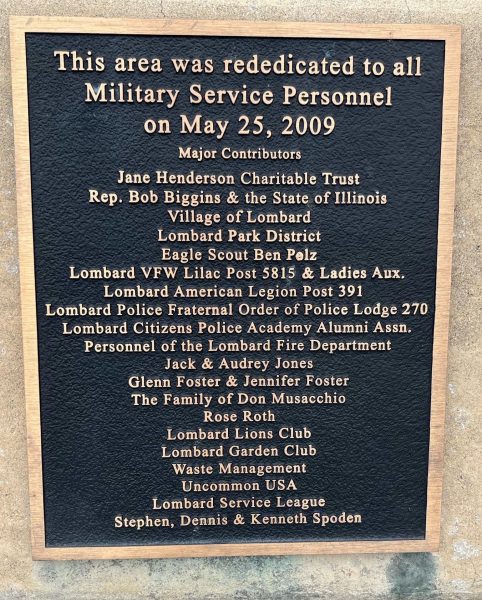 This area was rededicated to all
Military Service Personnel
on May 25, 2009
Major Contributors
Jane Henderson Charitable Trust
Rep. Bob Biggins & the State of Illinois
Village of Lombard
Lombard Park District
Eagle Scout Ben Pelz
Lombard VFW Lilac Post 5815 & Ladies Aux.
Lombard American Legion Post 391
Lombard Police Fraternal Order of Police Lodge 270
Lombard Citizens Police Academy Alumni Assn.
Personnel of the Lombard Fire Department
Jack & Audrey Jones
Glenn Foster & Jennifer Foster
The Family of Don Musacchio
Rose Roth
Lombard Lions Club
Lombard Garden Club
Waste Management
Uncommon USA
Lombard Service League
Stephen, Dennis & Kenneth Spoden